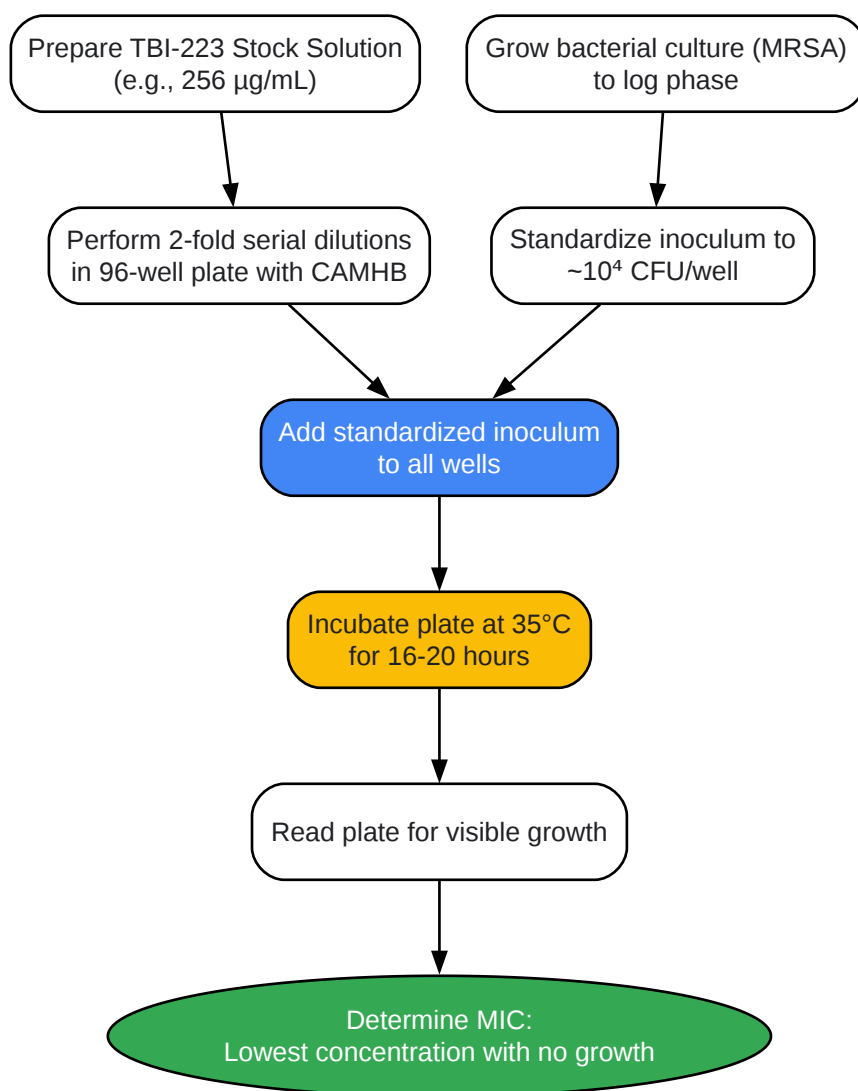 Prepare TBI-223 Stock Solution
(e.g., 256 µg/mL)
Grow bacterial culture (MRSA)
to log phase
Perform 2-fold serial dilutions
in 96-well plate with CAMHB
Standardize inoculum to
~10⁴ CFU/well
Add standardized inoculum
to all wells
Incubate plate at 35°C
for 16-20 hours
Read plate for visible growth
Determine MIC:
Lowest concentration with no growth